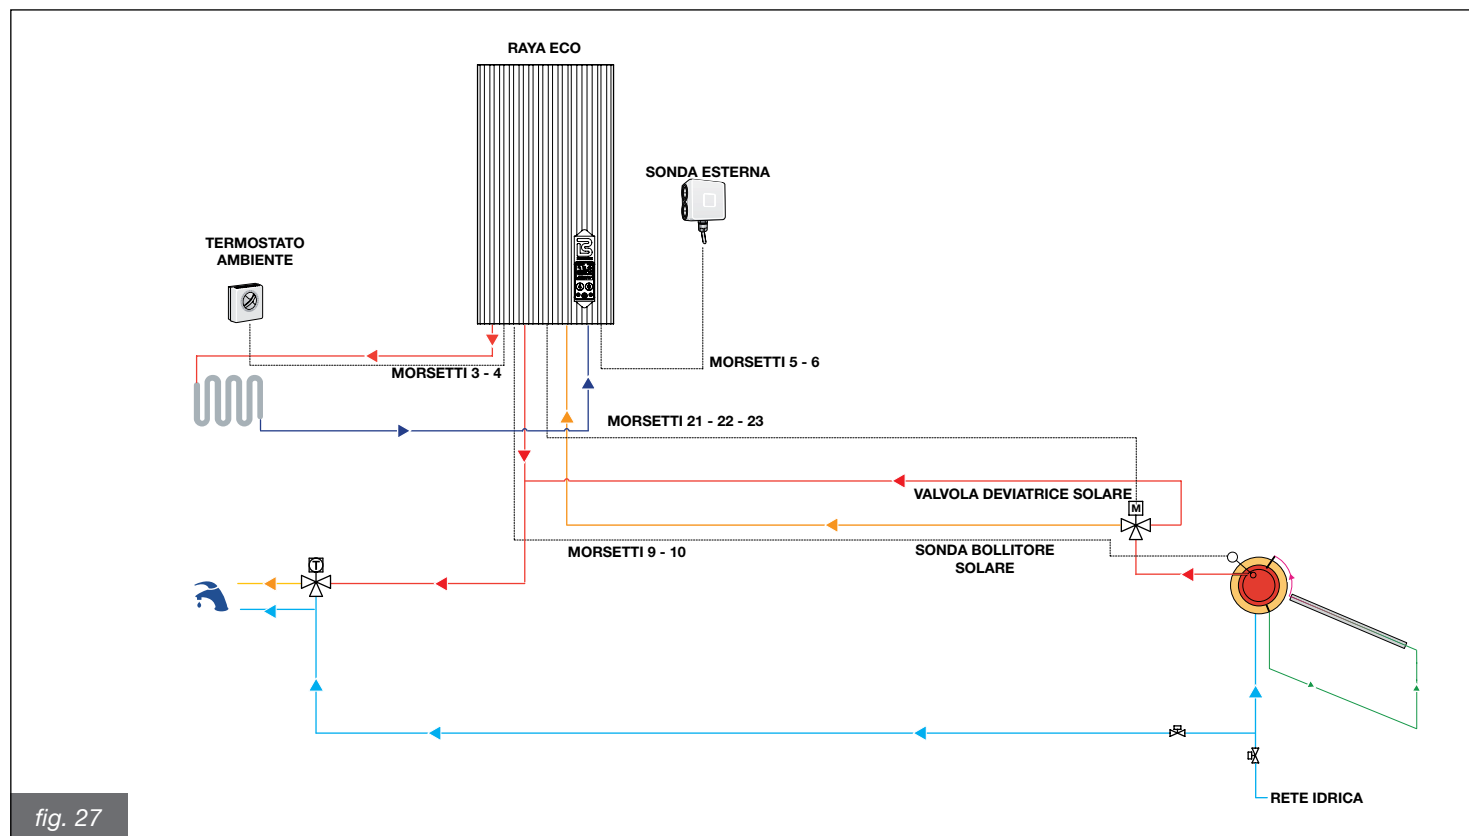 RAYA ECO
SONDA ESTERNA
TERMOSTATO
AMBIENTE
MORSETTI 3 - 4
MORSETTI 5 - 6
MORSETTI 21 - 22 - 23
VALVOLA DEVIATRICE SOLARE
M
MORSETTI 9 - 10
SONDA BOLLITORE
SOLARE
T
RETE IDRICA
fig. 27